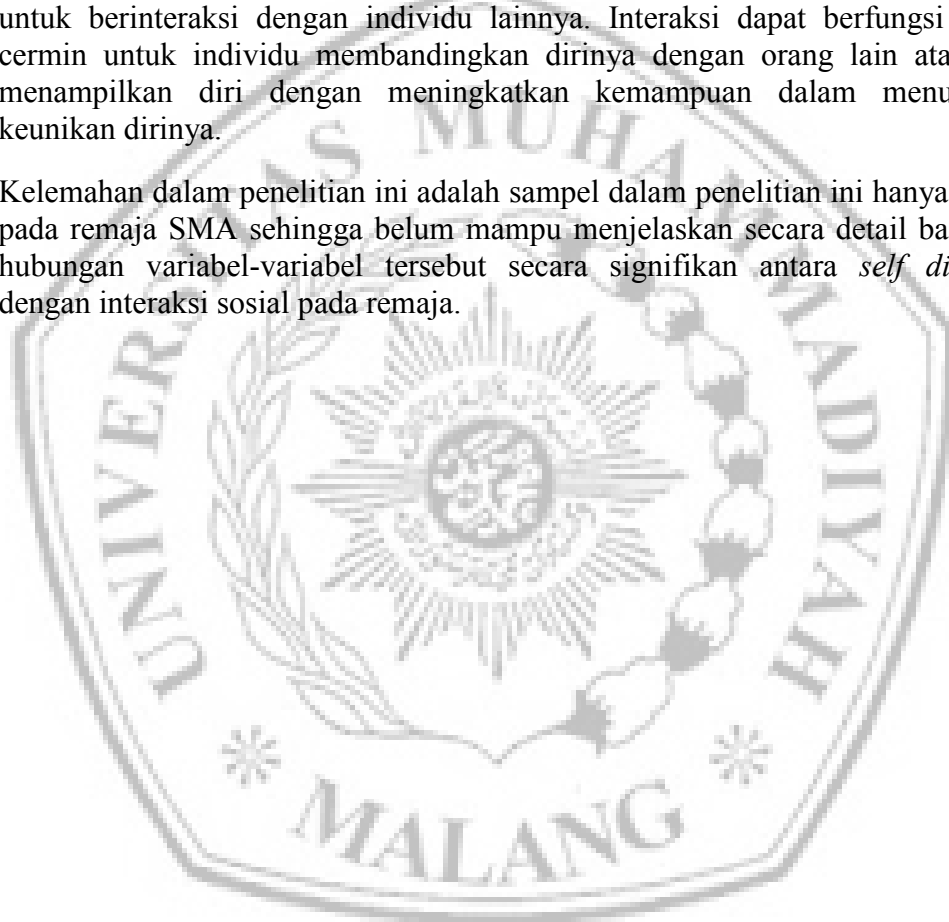 untuk berinteraksi dengan individu lainnya. Interaksi dapat berfungsi
cermin untuk individu membandingkan dirinya dengan orang lain ata
menampilkan diri dengan meningkatkan kemampuan dalam menu
keunikan dirinya.
Kelemahan dalam penelitian ini adalah sampel dalam penelitian ini hanya
pada remaja SMA sehingga belum mampu menjelaskan secara detail ba
hubungan variabel-variabel tersebut secara signifikan antara self di
dengan interaksi sosial pada remaja.
UNIVERSITAS MUHAMMADIYAH
MALANG